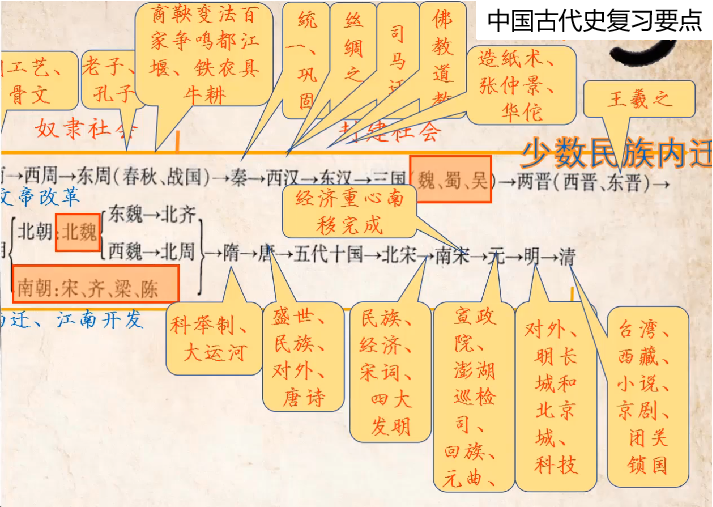 中国古代史复习要点
工艺、
骨文
老子、
孔子
商鞅变法百
家争鸣都江
堰、铁农具
牛耕
统
一、
巩
固
丝
绸
之
司
马
迁
佛
教
道
教
造纸术、
张仲景、
华佗
王羲之
奴隶社会
封建社会
少数民族内迁
→西周→东周(春秋、战国)→秦→西汉→东汉→三国(魏、蜀、吴)→两晋(西晋、东晋)→
文帝改革
经济重心南
移完成
北朝:北魏
东魏→北齐
西魏→北周
南朝:宋、齐、梁、陈
→隋→唐→五代十国→北宋→南宋→元→明→清
迁、江南开发
科举制、
大运河
盛世、
民族、
对外、
唐诗
民族、
经济、
宋词、
四大
发明
宣政
院、
澎湖
巡检
司、
回族、
元曲、
对外、
明长
城和
北京
城、
科技
台湾、
西藏、
小说、
京剧、
闭关
锁国